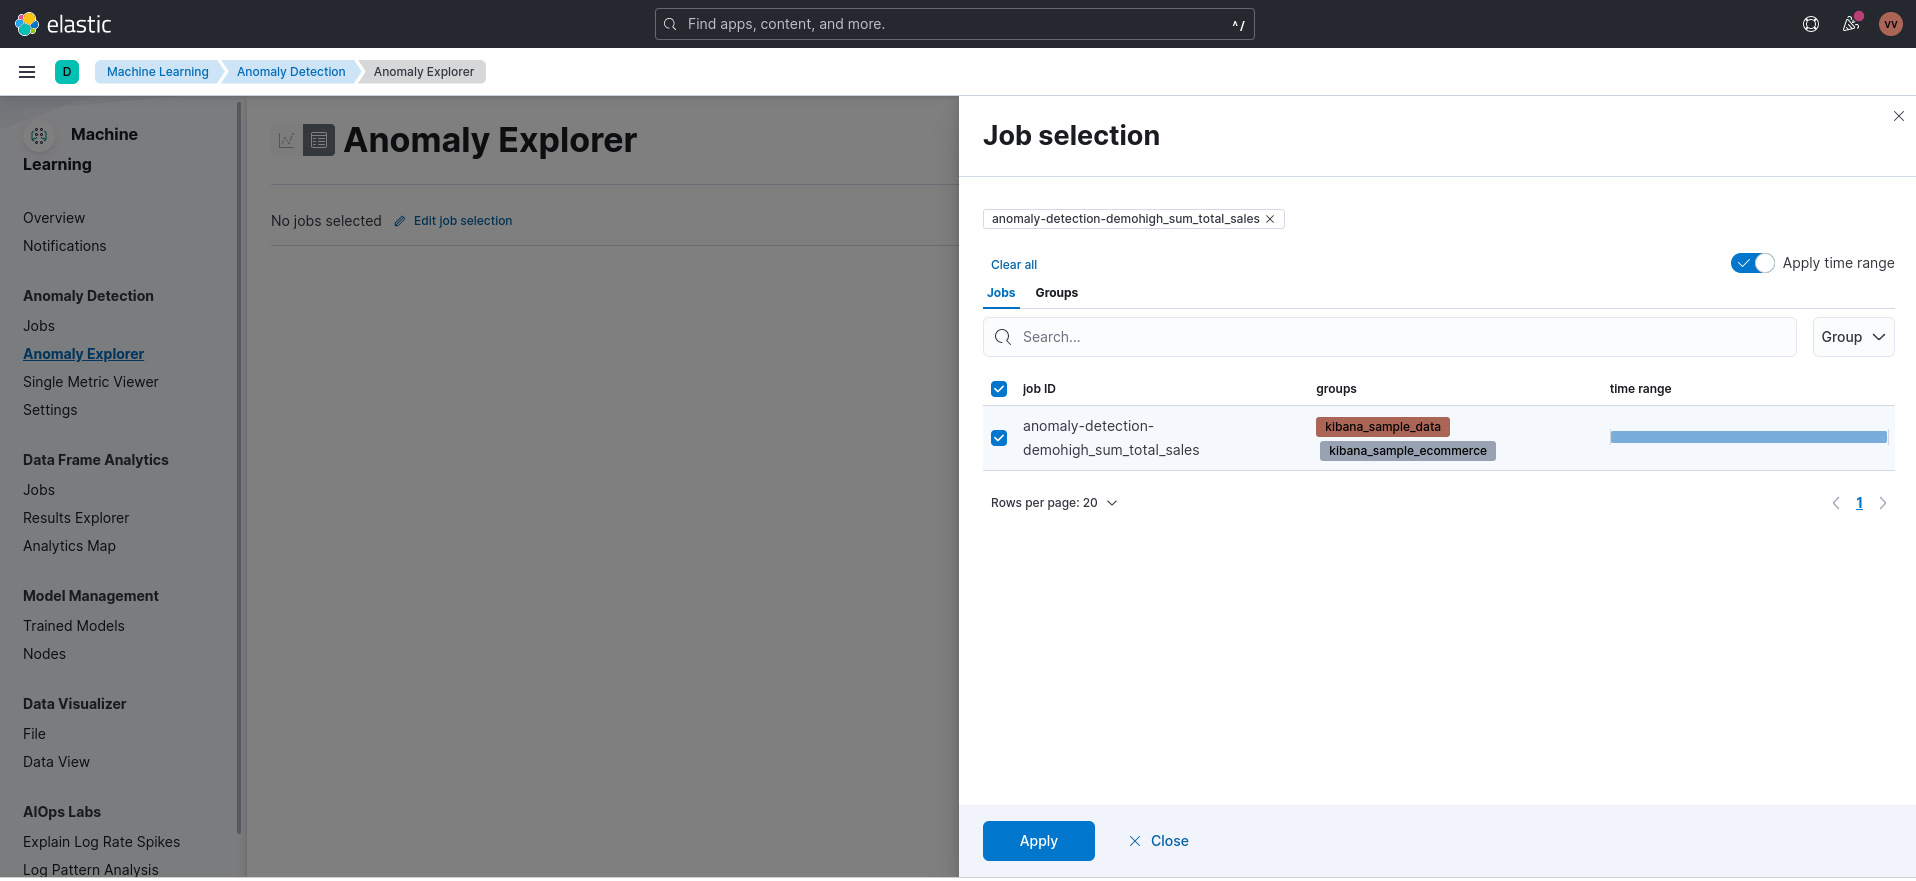 elastic
Find apps, content, and more.
^/
VV
D
Machine Learning
Anomaly Detection
Anomaly Explorer
Machine
Learning
Overview
Notifications
Anomaly Detection
Jobs
Anomaly Explorer
Single Metric Viewer
Settings
Data Frame Analytics
Jobs
Results Explorer
Analytics Map
Model Management
Trained Models
Nodes
Data Visualizer
File
Data View
AIOps Labs
Explain Log Rate Spikes
Log Pattern Analysis
Anomaly Explorer
No jobs selected
Edit job selection
Job selection
anomaly-detection-demohigh_sum_total_sales
Clear all
Apply time range
Jobs
Groups
Search...
Group
job ID
groups
time range
anomaly-detection-
demohigh_sum_total_sales
kibana_sample_data
kibana_sample_ecommerce
Rows per page: 20
1
Apply
Close